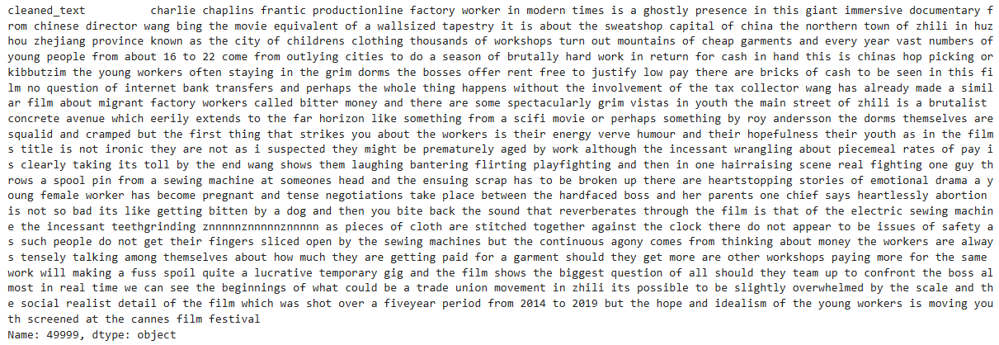 cleaned_text          charlie chaplins frantic productionline factory worker in modern times is a ghostly presence in this giant immersive documentary f
rom chinese director wang bing the movie equivalent of a wallsized tapestry it is about the sweatshop capital of china the northern town of zhili in huz
hou zhejiang province known as the city of childrens clothing thousands of workshops turn out mountains of cheap garments and every year vast numbers of
young people from about 16 to 22 come from outlying cities to do a season of brutally hard work in return for cash in hand this is chinas hop picking or
kibbutzim the young workers often staying in the grim dorms the bosses offer rent free to justify low pay there are bricks of cash to be seen in this fi
lm no question of internet bank transfers and perhaps the whole thing happens without the involvement of the tax collector wang has already made a simil
ar film about migrant factory workers called bitter money and there are some spectacularly grim vistas in youth the main street of zhili is a brutalist
concrete avenue which eerily extends to the far horizon like something from a scifi movie or perhaps something by roy andersson the dorms themselves are
squalid and cramped but the first thing that strikes you about the workers is their energy verve humour and their hopefulness their youth as in the film
s title is not ironic they are not as i suspected they might be prematurely aged by work although the incessant wrangling about piecemeal rates of pay i
s clearly taking its toll by the end wang shows them laughing bantering flirting playfighting and then in one hairraising scene real fighting one guy th
rows a spool pin from a sewing machine at someones head and the ensuing scrap has to be broken up there are heartstopping stories of emotional drama a y
oung female worker has become pregnant and tense negotiations take place between the hardfaced boss and her parents one chief says heartlessly abortion
is not so bad its like getting bitten by a dog and then you bite back the sound that reverberates through the film is that of the electric sewing machin
e the incessant teethgrinding znnnnnznnnnnznnnnn as pieces of cloth are stitched together against the clock there do not appear to be issues of safety a
s such people do not get their fingers sliced open by the sewing machines but the continuous agony comes from thinking about money the workers are alway
s tensely talking among themselves about how much they are getting paid for a garment should they get more are other workshops paying more for the same
work will making a fuss spoil quite a lucrative temporary gig and the film shows the biggest question of all should they team up to confront the boss al
most in real time we can see the beginnings of what could be a trade union movement in zhili its possible to be slightly overwhelmed by the scale and th
e social realist detail of the film which was shot over a fiveyear period from 2014 to 2019 but the hope and idealism of the young workers is moving you
th screened at the cannes film festival
Name: 49999, dtype: object